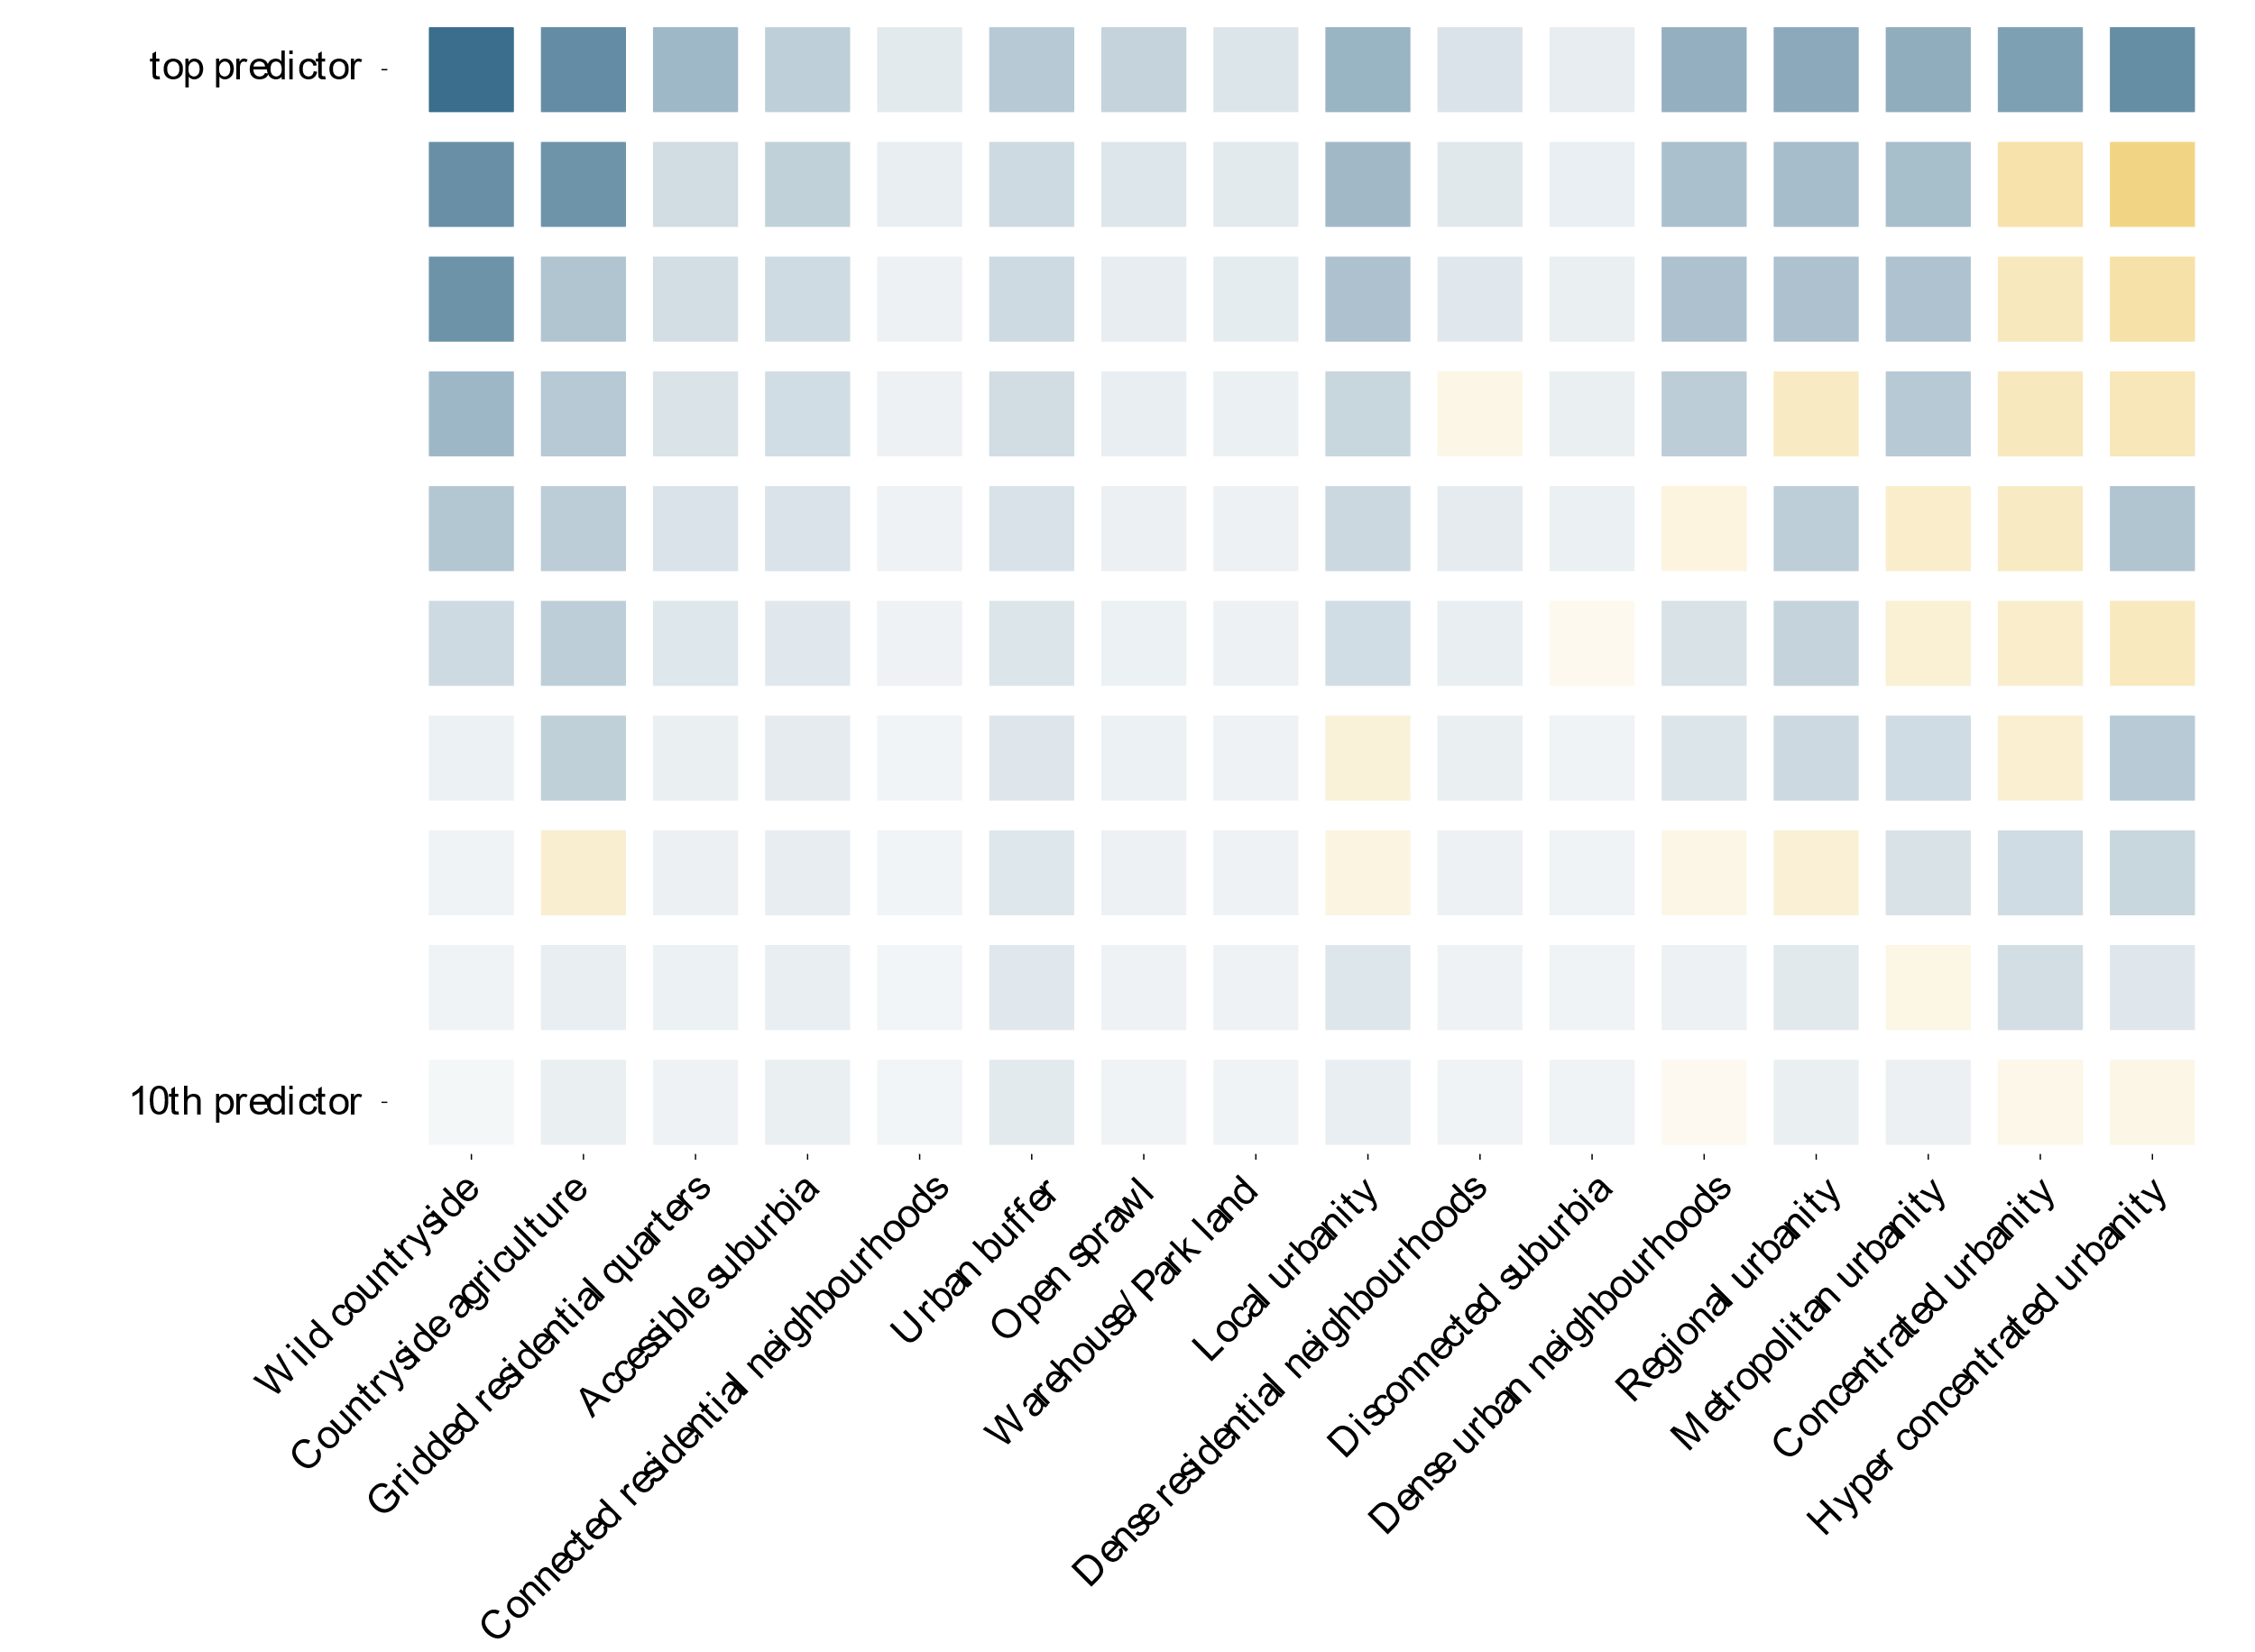 top predictor
10th predictor
Wild countryside
Countryside agriculture
Gridded residential quarters
Accessible suburbia
Connected residential neighbourhoods
Urban buffer
Open sprawl
Warehouse/Park land
Local urbanity
Dense residential neighbourhoods
Disconnected suburbia
Dense urban neighbourhoods
Regional urbanity
Metropolitan urbanity
Concentrated urbanity
Hyper concentrated urbanity